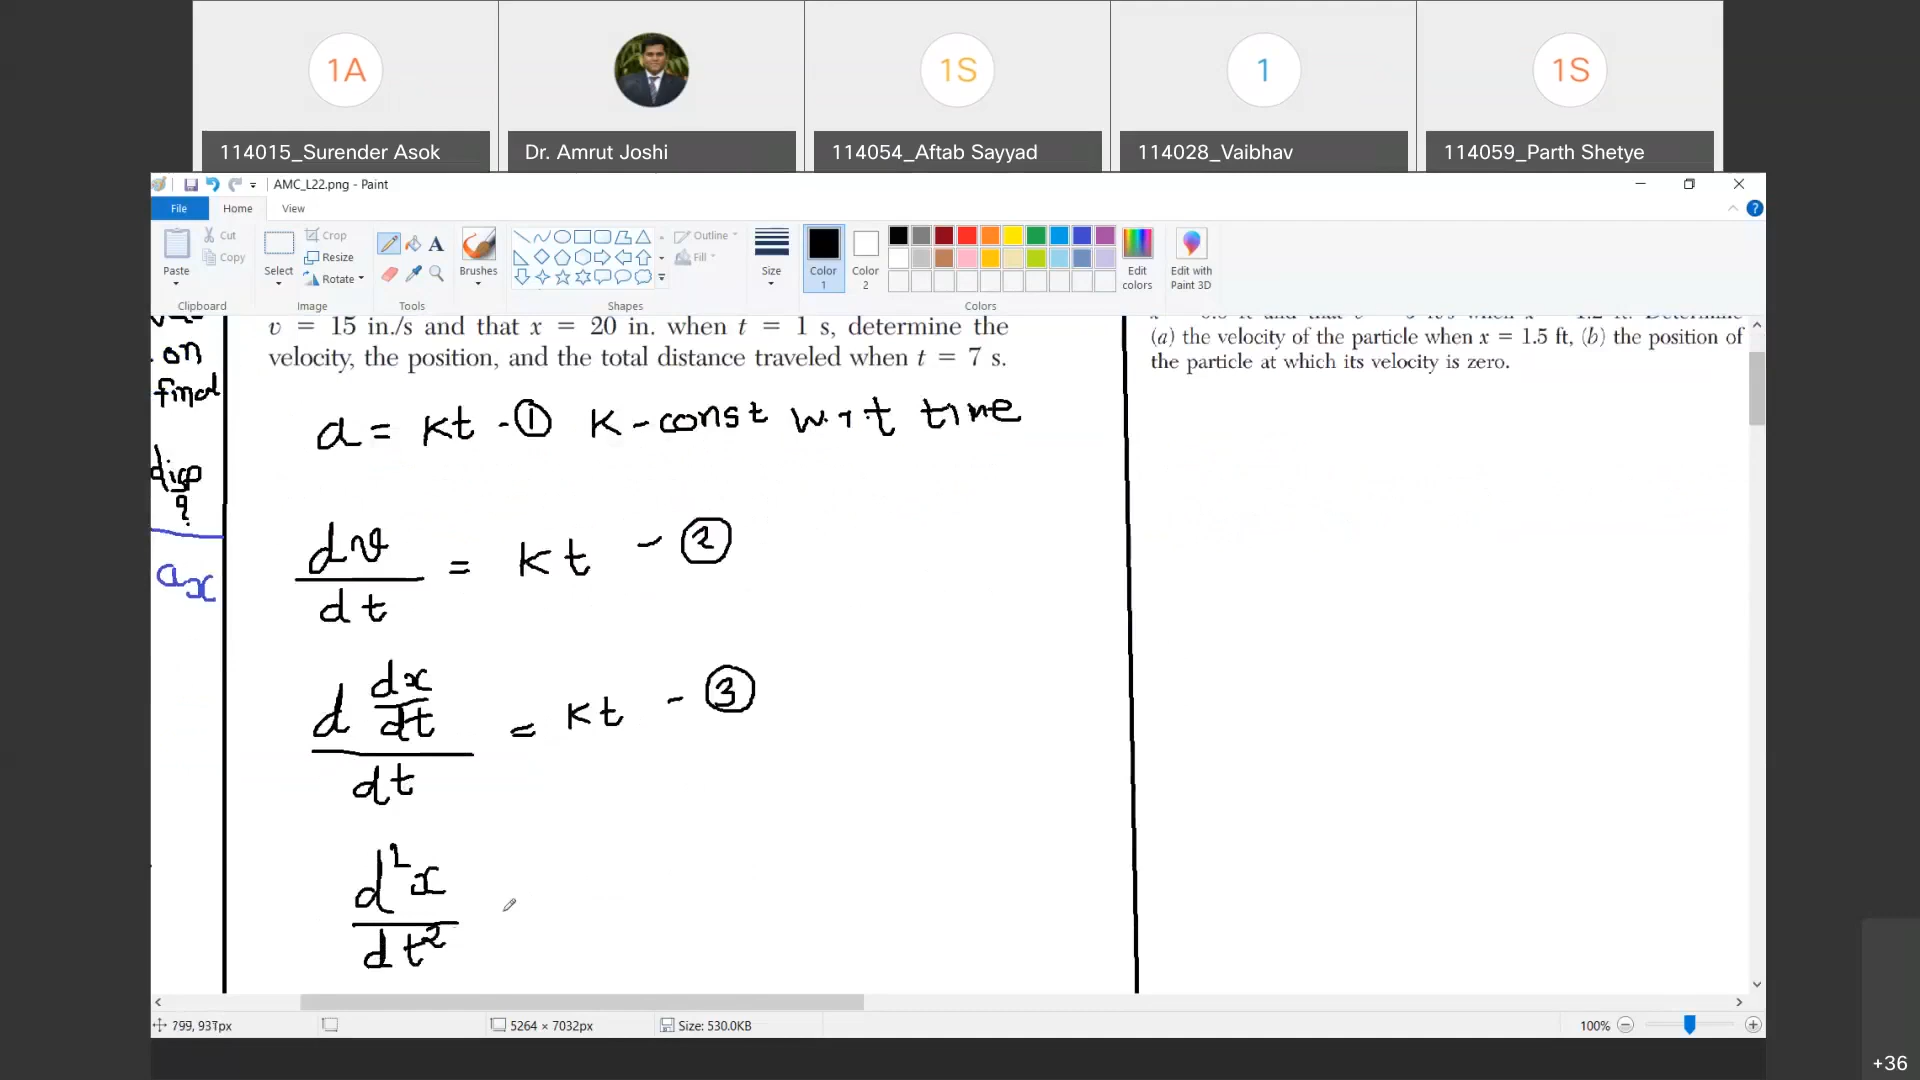 1A
1S
1
1S
114015_Surender Asok
Dr. Amrut Joshi
114054_Aftab Sayyad
114028_Vaibhav
114059_Parth Shetye
AMC_L22.png - Paint
File
Home
View
Paste
Cut
Copy
Clipboard
Select
Crop
Resize
Rotate
Image
A
Tools
Brushes
Outline
Fill
Shapes
Size
Color 1
Color 2
Edit colors
Edit with Paint 3D
Colors
on
final
disp
?
ax
v = 15 in./s and that x = 20 in. when t = 1 s, determine the
velocity, the position, and the total distance traveled when t = 7 s.
a = kt - ① K - const w.r.t time
dv/dt = kt - ②
d dx/dt / dt = kt - ③
d²x/dt²
(a) the velocity of the particle when x = 1.5 ft, (b) the position of
the particle at which its velocity is zero.
799, 937px
5264 × 7032px
Size: 530.0KB
100%
+36